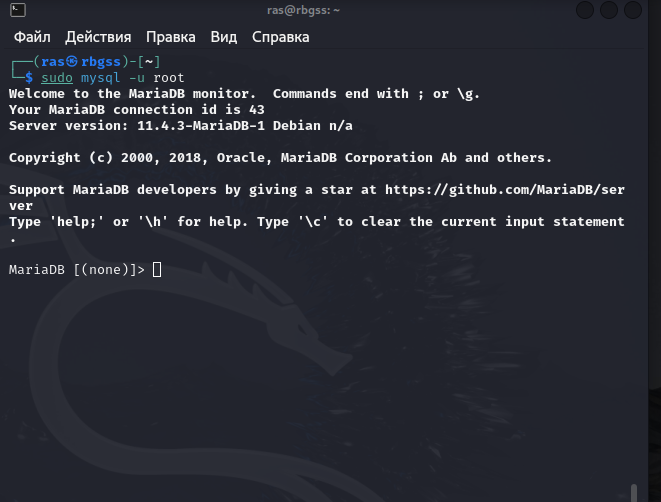 ras@rbgss: ~
Файл Действия Правка Вид Справка
┌──(ras㉿rbgss)-[~]
└─$ sudo mysql -u root
Welcome to the MariaDB monitor.  Commands end with ; or \g.
Your MariaDB connection id is 43
Server version: 11.4.3-MariaDB-1 Debian n/a
Copyright (c) 2000, 2018, Oracle, MariaDB Corporation Ab and others.
Support MariaDB developers by giving a star at https://github.com/MariaDB/ser
ver
Type 'help;' or '\h' for help. Type '\c' to clear the current input statement
.
MariaDB [(none)]>